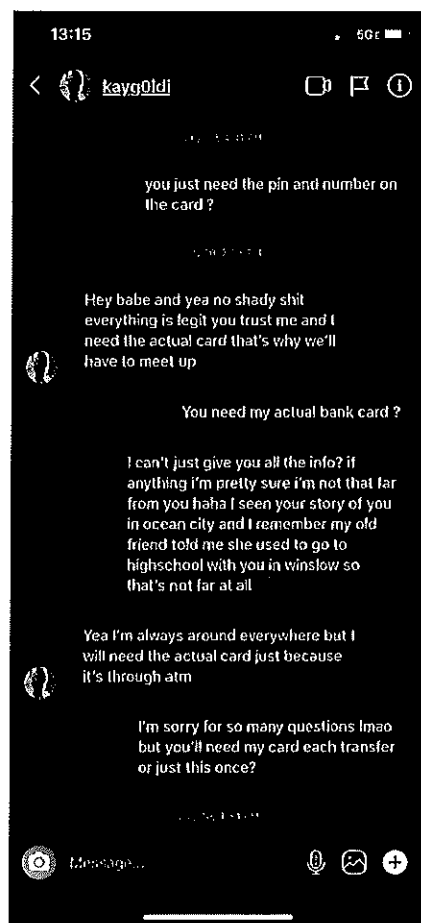 13:15
5G
kayg0ldi
you just need the pin and number on
the card ?
Hey babe and yea no shady shit
everything is legit you trust me and I
need the actual card that's why we'll
have to meet up
You need my actual bank card ?
I can't just give you all the info? if
anything i'm pretty sure i'm not that far
from you haha I seen your story of you
in ocean city and I remember my old
friend told me she used to go to
highschool with you in winslow so
that's not far at all
Yea I'm always around everywhere but I
will need the actual card just because
it's through atm
I'm sorry for so many questions lmao
but you'll need my card each transfer
or just this once?
Message...